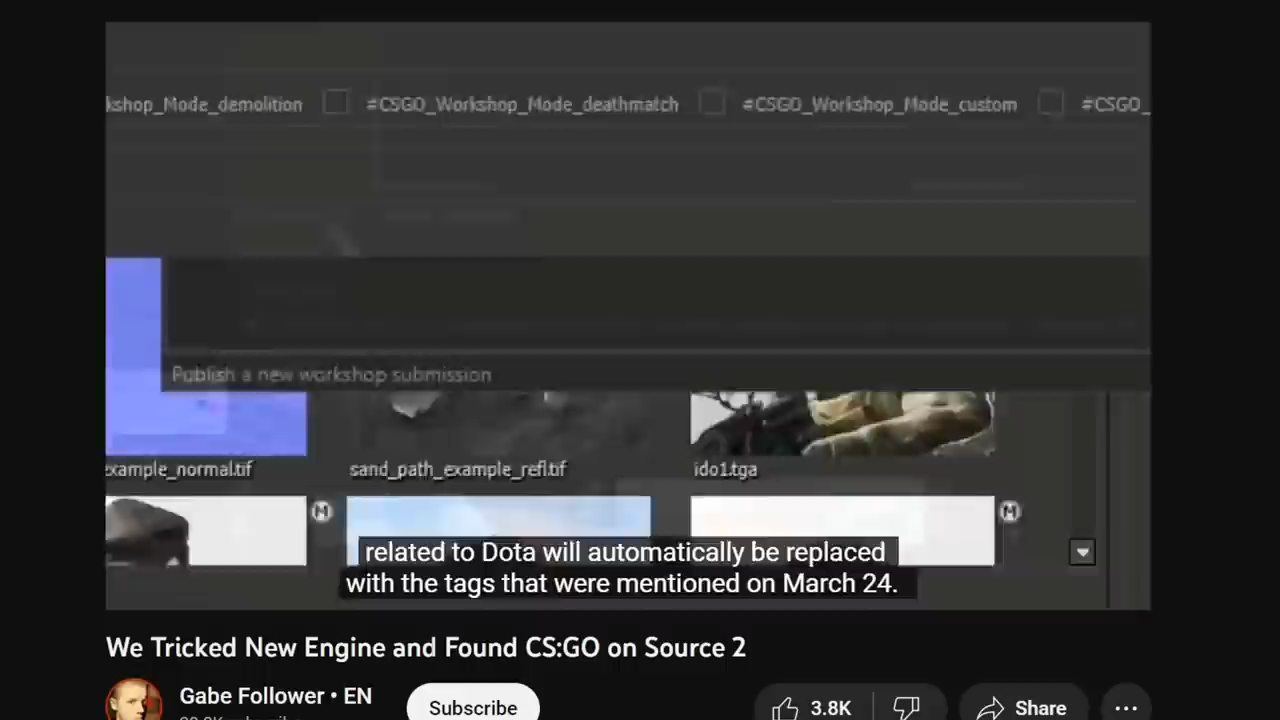 kshop_Mode_demolition #CSGO_Workshop_Mode_deathmatch #CSGO_Workshop_Mode_custom #CSGO_
Publish a new workshop submission
example_normal.tif sand_path_example_refl.tif ido1.tga
M M
related to Dota will automatically be replaced
with the tags that were mentioned on March 24.
We Tricked New Engine and Found CS:GO on Source 2
Gabe Follower • EN
Subscribe 3.8K Share